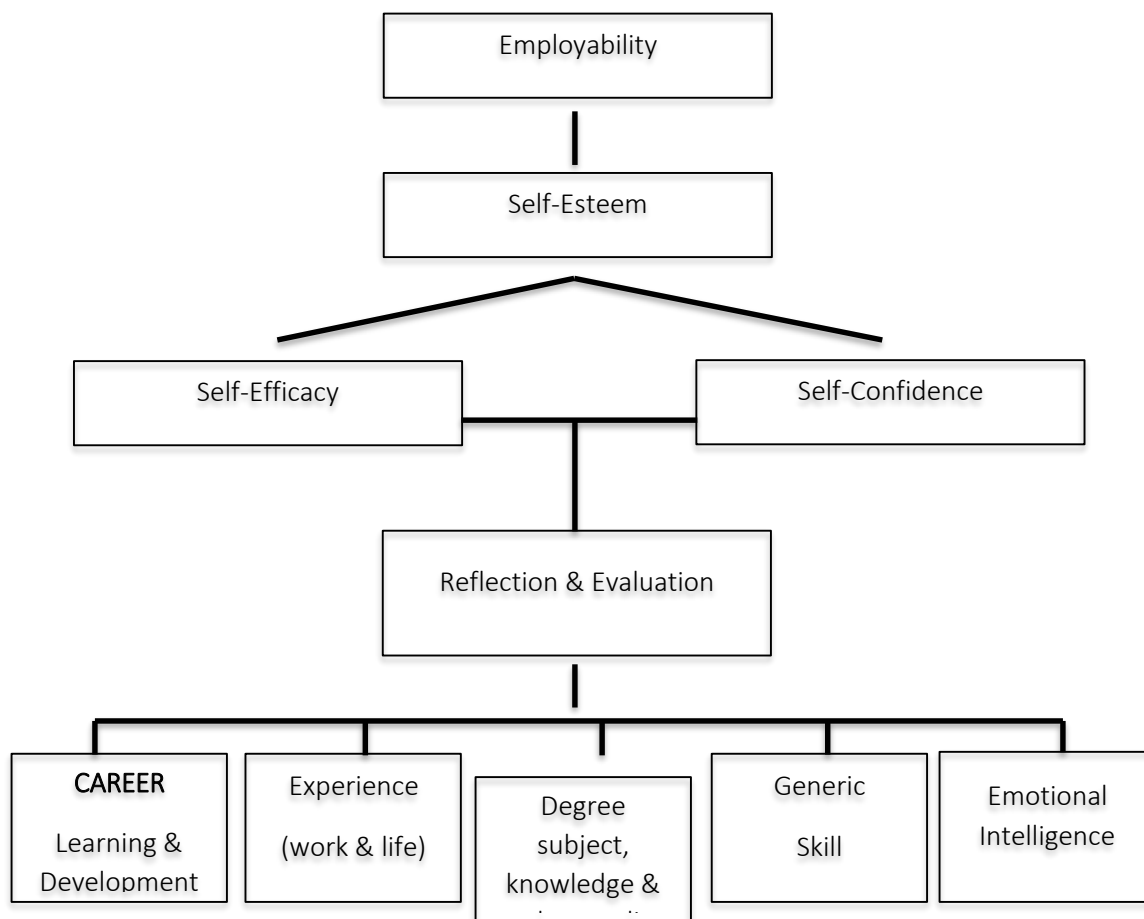 Employability
Self-Esteem
Self-Efficacy
Self-Confidence
Reflection & Evaluation
CAREER
Learning &
Development
Experience
(work & life)
Degree
subject,
knowledge &
Generic
Skill
Emotional
Intelligence